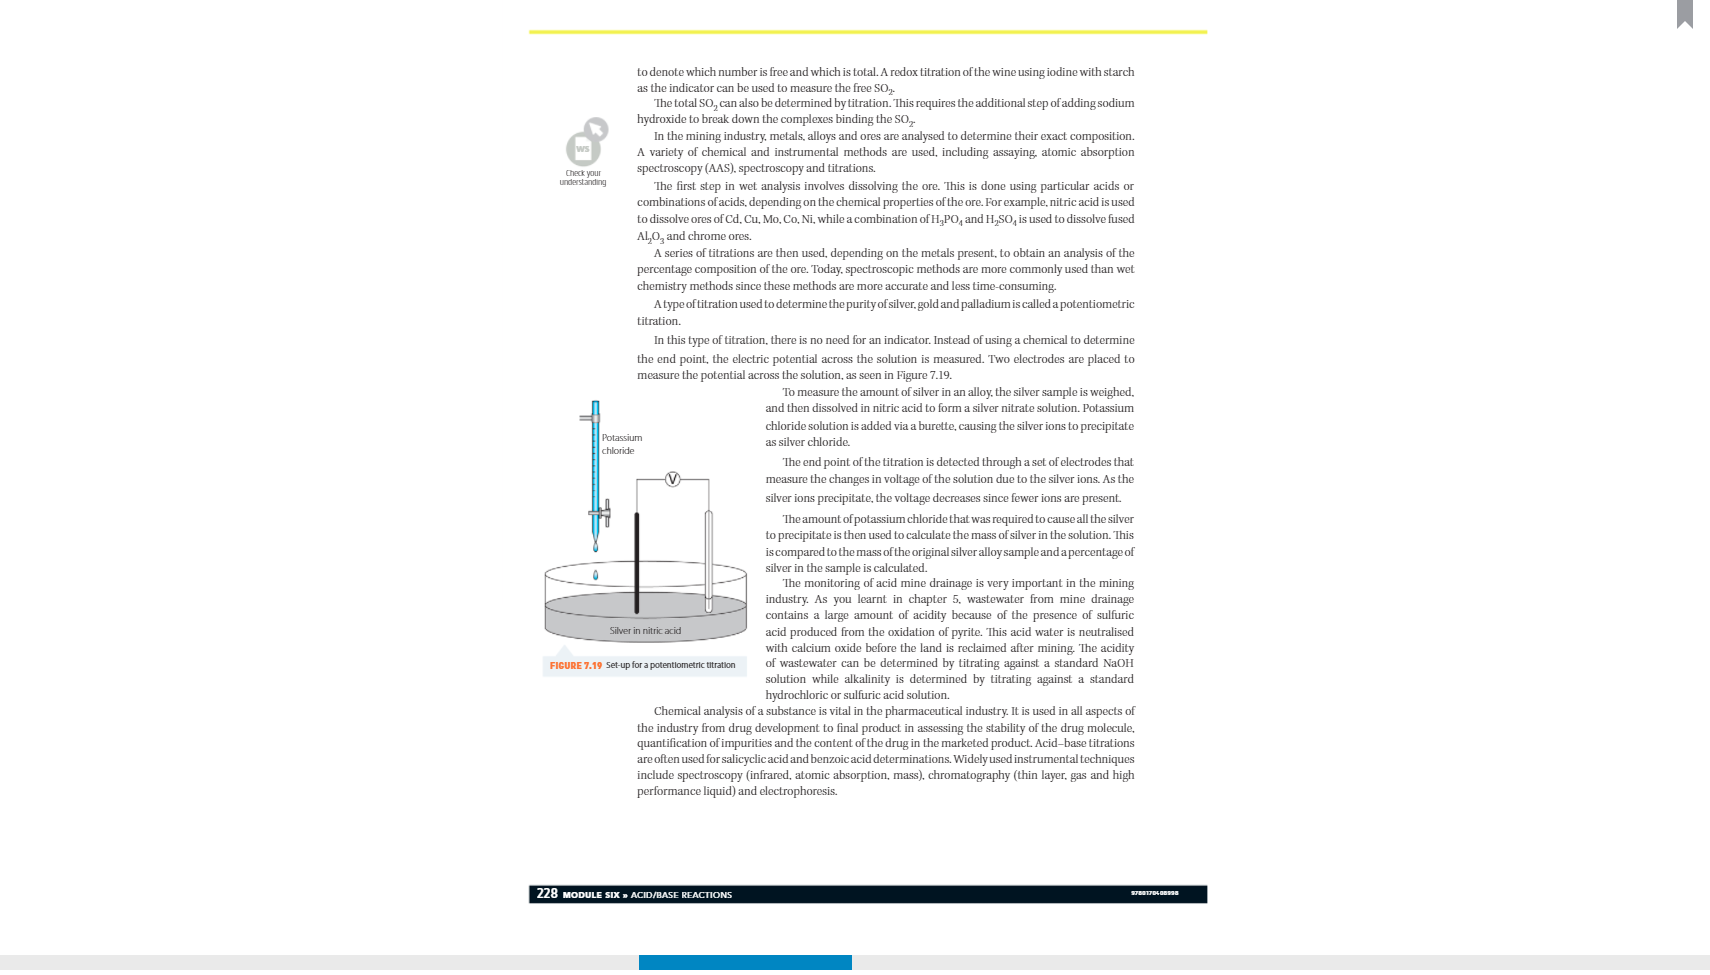 to denote which number is free and which is total. A redox titration of the wine using iodine with starch
as the indicator can be used to measure the free SO₂.
The total SO₂ can also be determined by titration. This requires the additional step of adding sodium
hydroxide to break down the complexes binding the SO₂.
WS
Check your
understanding
In the mining industry, metals, alloys and ores are analysed to determine their exact composition.
A variety of chemical and instrumental methods are used, including assaying, atomic absorption
spectroscopy (AAS), spectroscopy and titrations.
The first step in wet analysis involves dissolving the ore. This is done using particular acids or
combinations of acids, depending on the chemical properties of the ore. For example, nitric acid is used
to dissolve ores of Cd, Cu, Mo, Co, Ni, while a combination of H₃PO₄ and H₂SO₄ is used to dissolve fused
Al₂O₃ and chrome ores.
A series of titrations are then used, depending on the metals present, to obtain an analysis of the
percentage composition of the ore. Today, spectroscopic methods are more commonly used than wet
chemistry methods since these methods are more accurate and less time-consuming.
A type of titration used to determine the purity of silver, gold and palladium is called a potentiometric
titration.
In this type of titration, there is no need for an indicator. Instead of using a chemical to determine
the end point, the electric potential across the solution is measured. Two electrodes are placed to
measure the potential across the solution, as seen in Figure 7.19.
To measure the amount of silver in an alloy, the silver sample is weighed,
and then dissolved in nitric acid to form a silver nitrate solution. Potassium
chloride solution is added via a burette, causing the silver ions to precipitate
as silver chloride.
The end point of the titration is detected through a set of electrodes that
measure the changes in voltage of the solution due to the silver ions. As the
silver ions precipitate, the voltage decreases since fewer ions are present.
The amount of potassium chloride that was required to cause all the silver
to precipitate is then used to calculate the mass of silver in the solution. This
is compared to the mass of the original silver alloy sample and a percentage of
silver in the sample is calculated.
The monitoring of acid mine drainage is very important in the mining
industry. As you learnt in chapter 5, wastewater from mine drainage
contains a large amount of acidity because of the presence of sulfuric
acid produced from the oxidation of pyrite. This acid water is neutralised
with calcium oxide before the land is reclaimed after mining. The acidity
of wastewater can be determined by titrating against a standard NaOH
solution while alkalinity is determined by titrating against a standard
hydrochloric or sulfuric acid solution.
Potassium
chloride
V
Silver in nitric acid
FIGURE 7.19 Set-up for a potentiometric titration
Chemical analysis of a substance is vital in the pharmaceutical industry. It is used in all aspects of
the industry from drug development to final product in assessing the stability of the drug molecule,
quantification of impurities and the content of the drug in the marketed product. Acid–base titrations
are often used for salicyclic acid and benzoic acid determinations. Widely used instrumental techniques
include spectroscopy (infrared, atomic absorption, mass), chromatography (thin layer, gas and high
performance liquid) and electrophoresis.
228 MODULE SIX » ACID/BASE REACTIONS
9780170408998